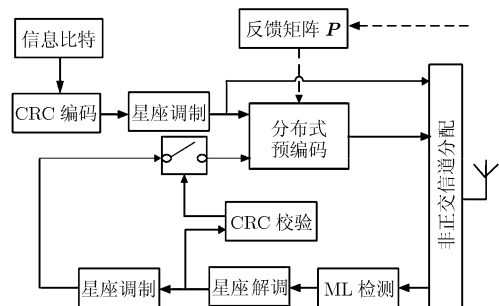 反馈矩阵 P
信息比特
CRC 编码
星座调制
分布式
预编码
非正交信道分配
CRC 校验
星座调制
星座解调
ML 检测